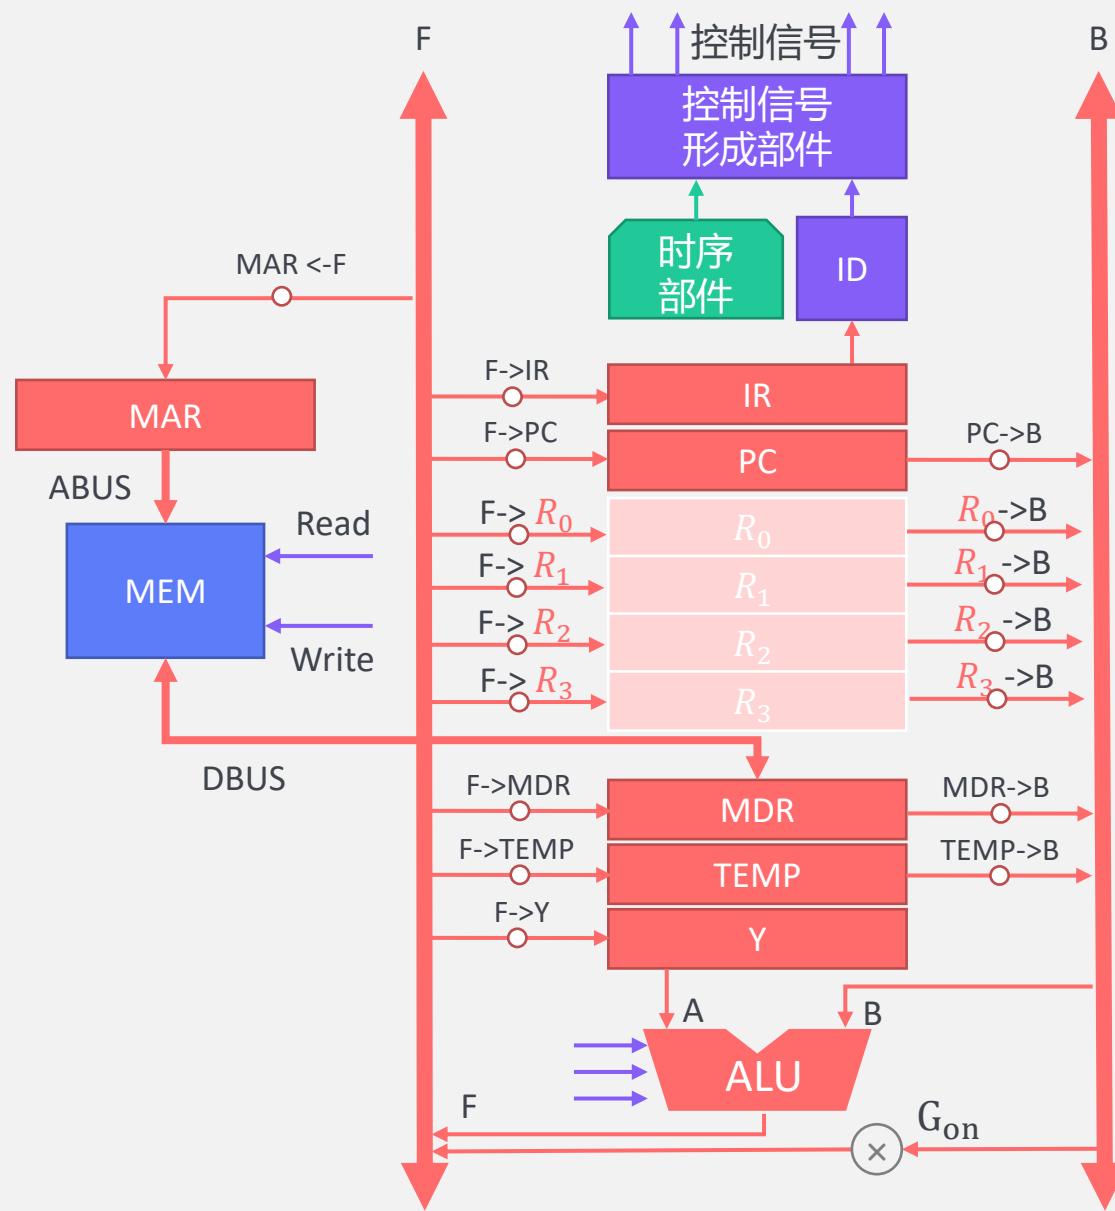 F
控制信号
B
控制信号
形成部件
时序
部件
ID
MAR <-F
F->IR
IR
MAR
F->PC
PC
PC->B
ABUS
F-> R₀
R₀
R₀->B
Read
F-> R₁
R₁
R₁ ->B
MEM
F-> R₂
R₂
R₂ ->B
Write
F-> R₃
R₃
R₃ ->B
DBUS
F->MDR
MDR
MDR->B
F->TEMP
TEMP
TEMP->B
F->Y
Y
A
B
ALU
F
Gon
×